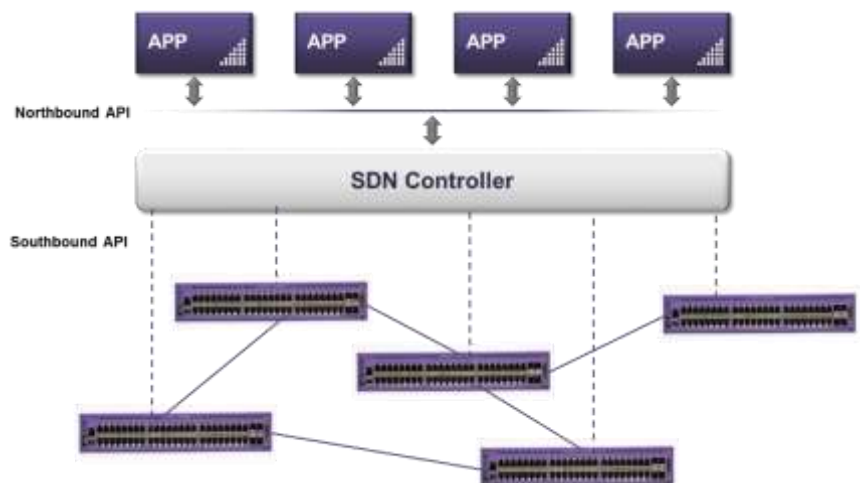 APP
APP
APP
APP
Northbound API
SDN Controller
Southbound API